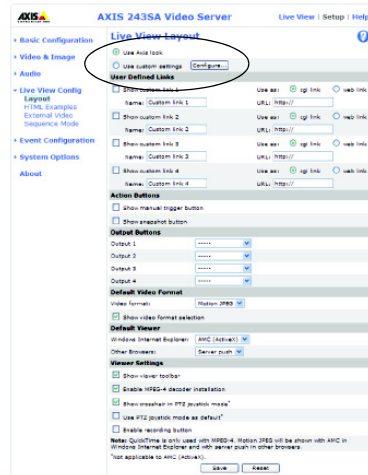 AXIS
AXIS 243SA Video Server
Live View | Setup | Help
Basic Configuration
Video & Image
Audio
Live View Config
Layout
HTML Examples
External Video
Sequence Mode
Event Configuration
System Options
About
Live View Layout
?
Use Axis look
Use custom settings Configure...
User Defined Links
Show custom link 1 Use as: cgi link web link
Name: Custom link 1 URL: http://
Show custom link 2 Use as: cgi link web link
Name: Custom link 2 URL: http://
Show custom link 3 Use as: cgi link web link
Name: Custom link 3 URL: http://
Show custom link 4 Use as: cgi link web link
Name: Custom link 4 URL: http://
Action Buttons
Show manual trigger button
Show snapshot button
Output Buttons
Output 1 -----
Output 2 -----
Output 3 -----
Output 4 -----
Default Video Format
Video format: Motion JPEG
Show video format selection
Default Viewer
Windows Internet Explorer: AMC (ActiveX)
Other Browsers: Server push
Viewer Settings
Show viewer toolbar
Enable MPEG-4 decoder installation
Show crosshair in PTZ joystick mode*
Use PTZ joystick mode as default*
Enable recording button
Note: QuickTime is only used with MPEG-4. Motion JPEG will be shown with AMC in
Windows Internet Explorer and with server push in other browsers.
*Not applicable to AMC (ActiveX).
Save Reset